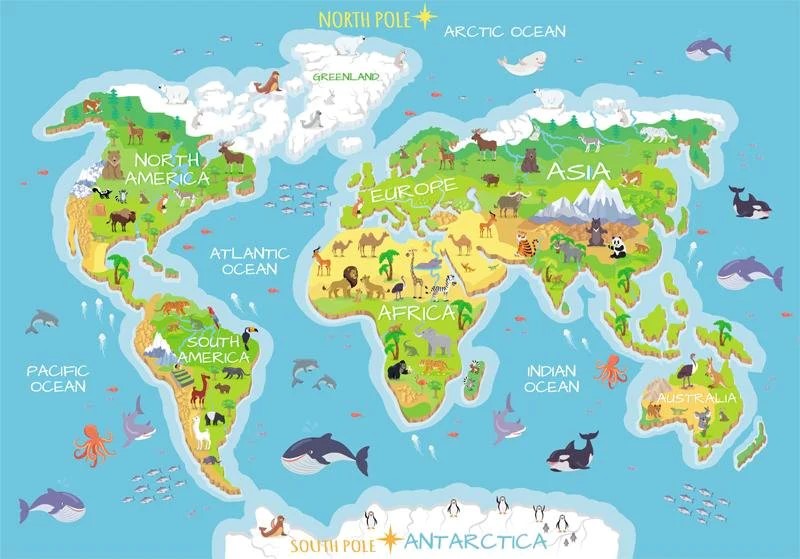 NORTH POLE
ARCTIC OCEAN
GREENLAND
NORTH
AMERICA
EUROPE
ASIA
ATLANTIC
OCEAN
AFRICA
SOUTH
AMERICA
PACIFIC
OCEAN
INDIAN
OCEAN
AUSTRALIA
SOUTH POLE
ANTARCTICA